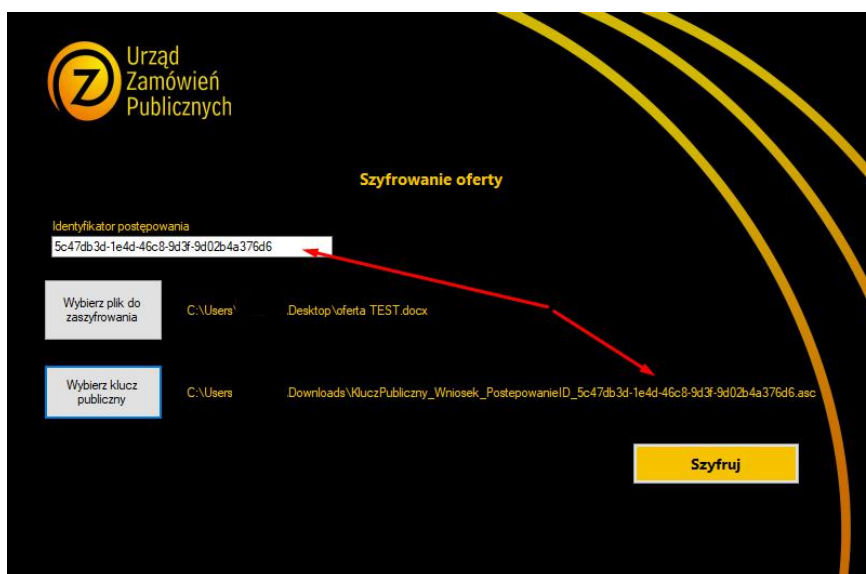 Urząd
Zamówień
Publicznych
Szyfrowanie oferty
Identyfikator postępowania
5c47db3d-1e4d-46c8-9d3f-9d02b4a376d6
Wybierz plik do
zaszyfrowania
C:\Users\ .Desktop\oferta TEST.docx
Wybierz klucz
publiczny
C:\Users .Downloads\KluczPubliczny_Wniosek_PostepowanieID_5c47db3d-1e4d-46c8-9d3f-9d02b4a376d6.asc
Szyfruj